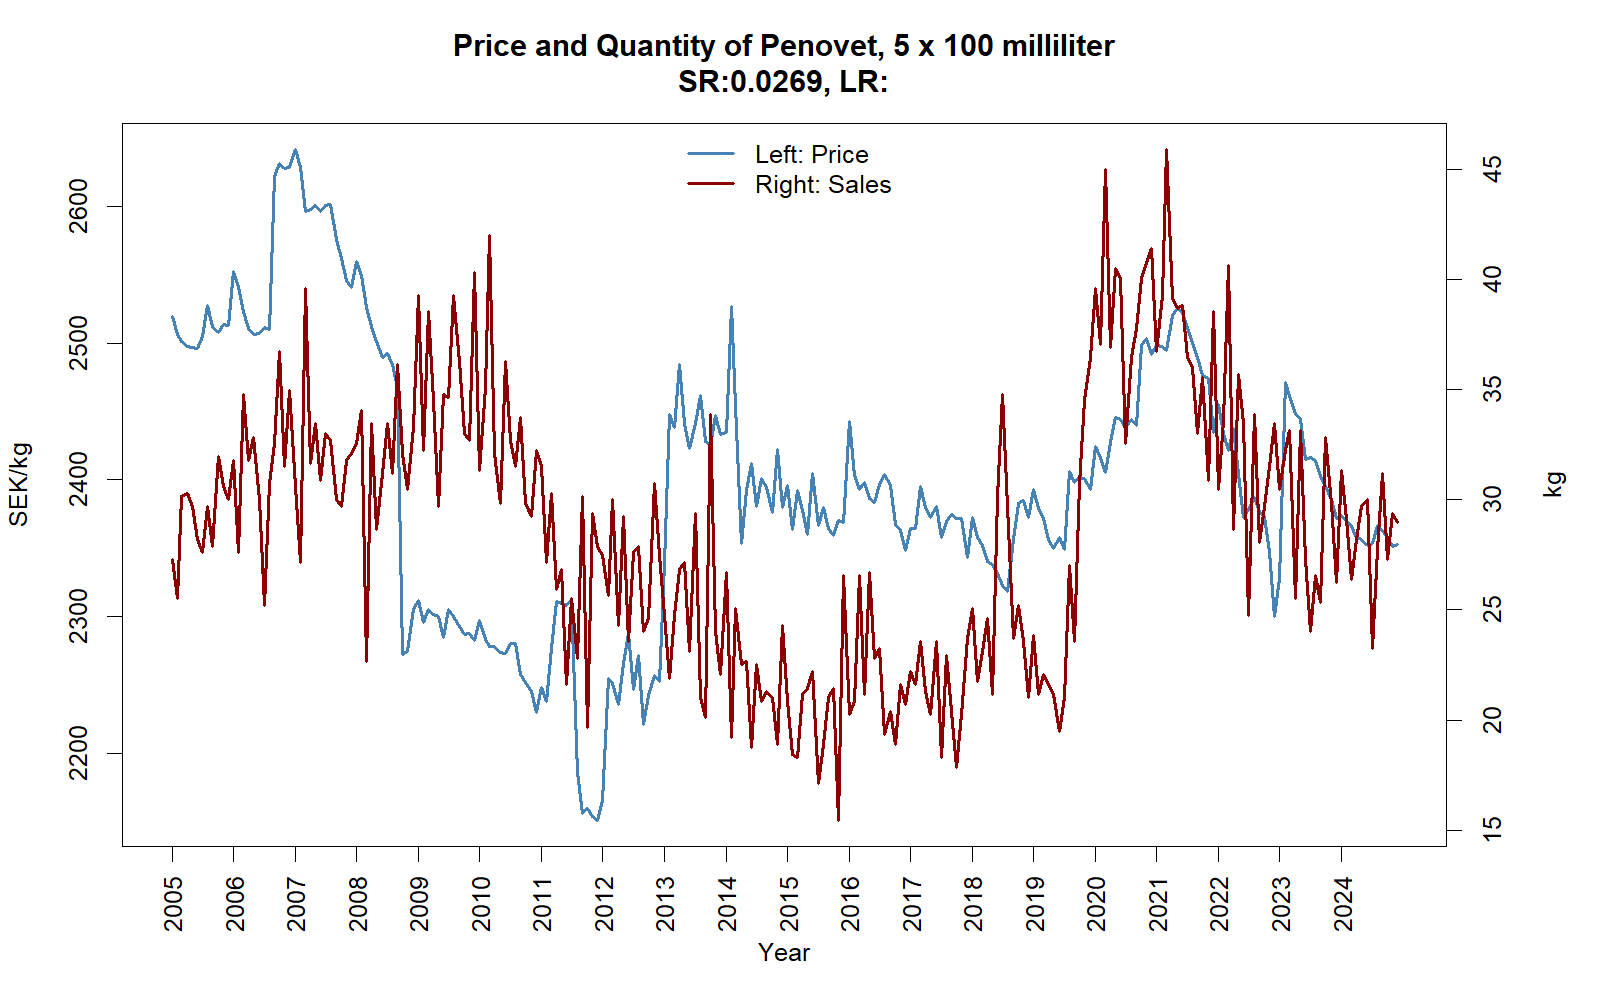 Price and Quantity of Penovet, 5 x 100 milliliter
SR:0.0269, LR:
Left: Price
Right: Sales
2600
2500
2400
2300
2200
SEK/kg
45
40
35
30
25
20
15
kg
2005 2006 2007 2008 2009 2010 2011 2012 2013 2014 2015 2016 2017 2018 2019 2020 2021 2022 2023 2024
Year